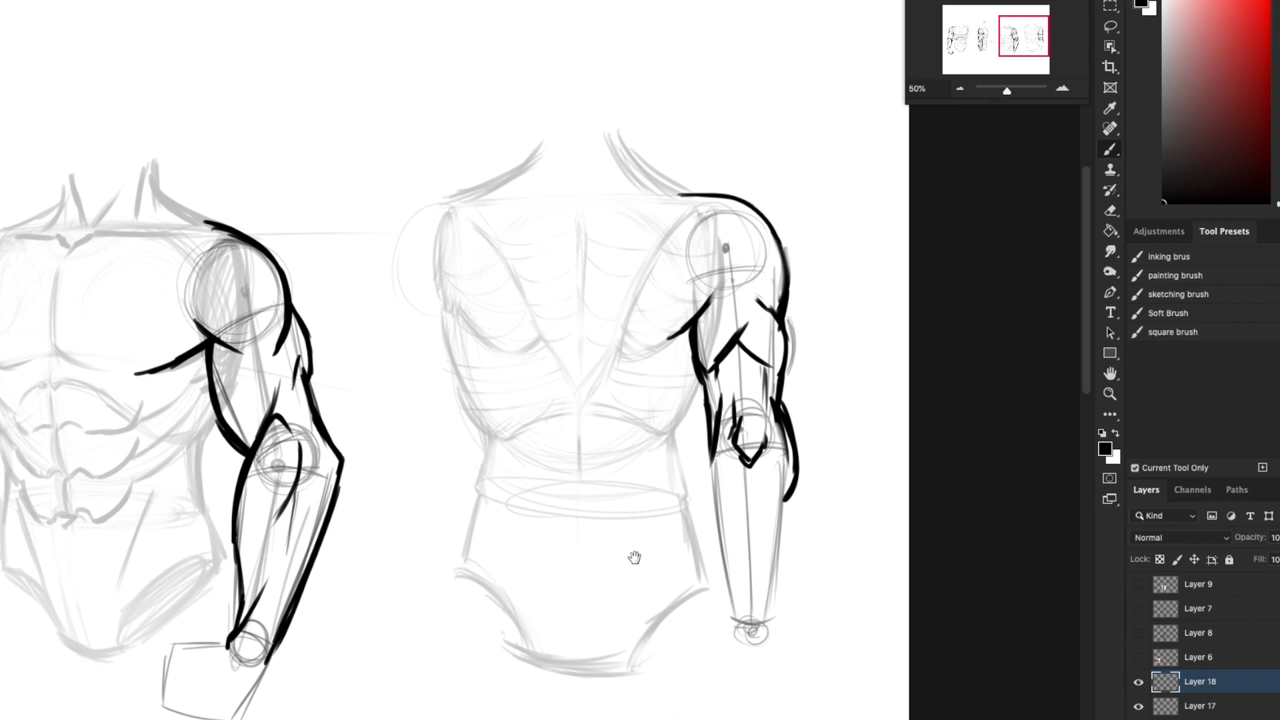 50%
Adjustments Tool Presets
inking brus
painting brush
sketching brush
Soft Brush
square brush
Current Tool Only
Layers Channels Paths
Kind
Normal Opacity: 10
Lock: Fill: 10
Layer 9
Layer 7
Layer 8
Layer 6
Layer 18
Layer 17